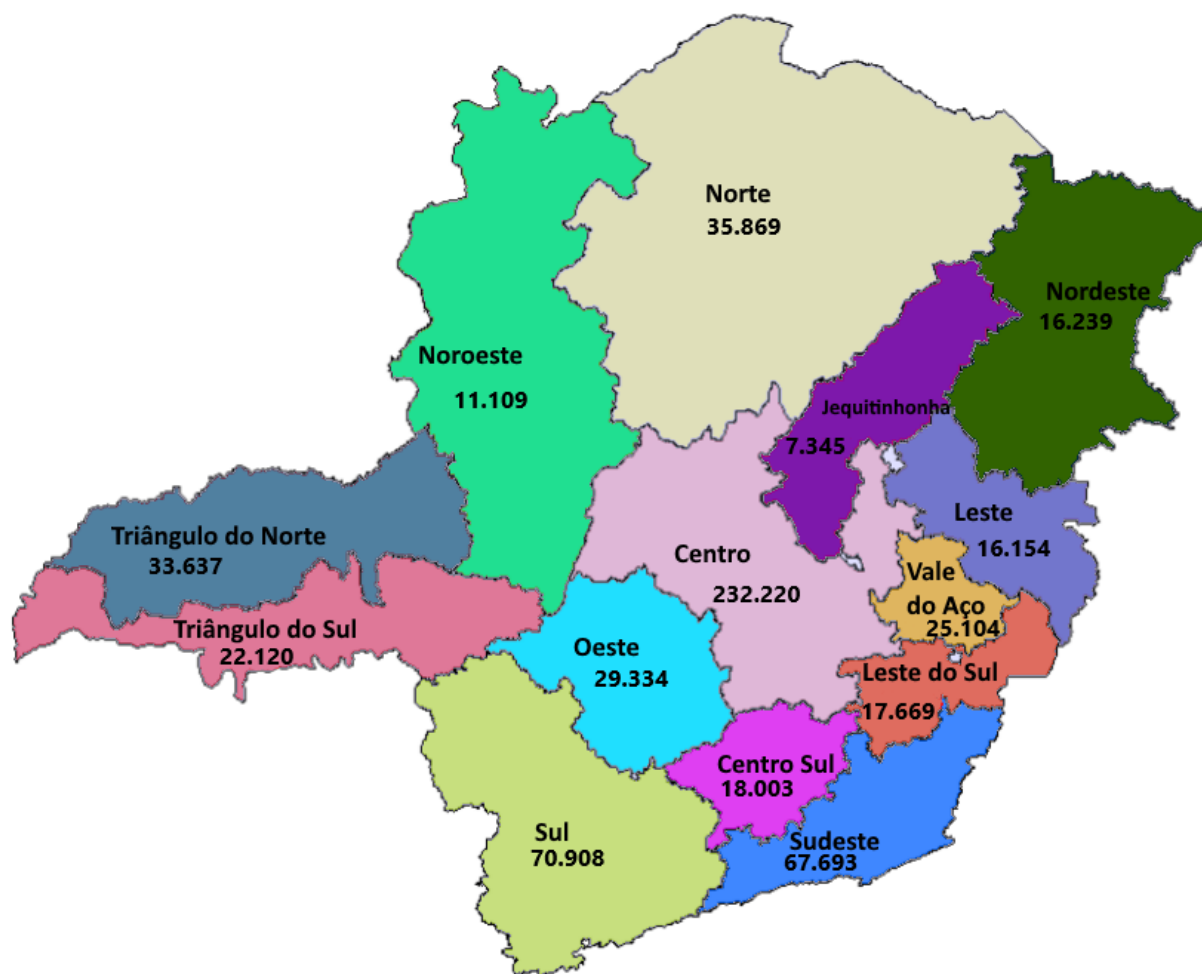 Norte
35.869
Nordeste
16.239
Noroeste
11.109
Jequitinhonha
7.345
Leste
16.154
Triângulo do Norte
33.637
Centro
232.220
Vale
do Aço
25.104
Triângulo do Sul
22.120
Oeste
29.334
Leste do Sul
17.669
Centro Sul
18.003
Sul
70.908
Sudeste
67.693